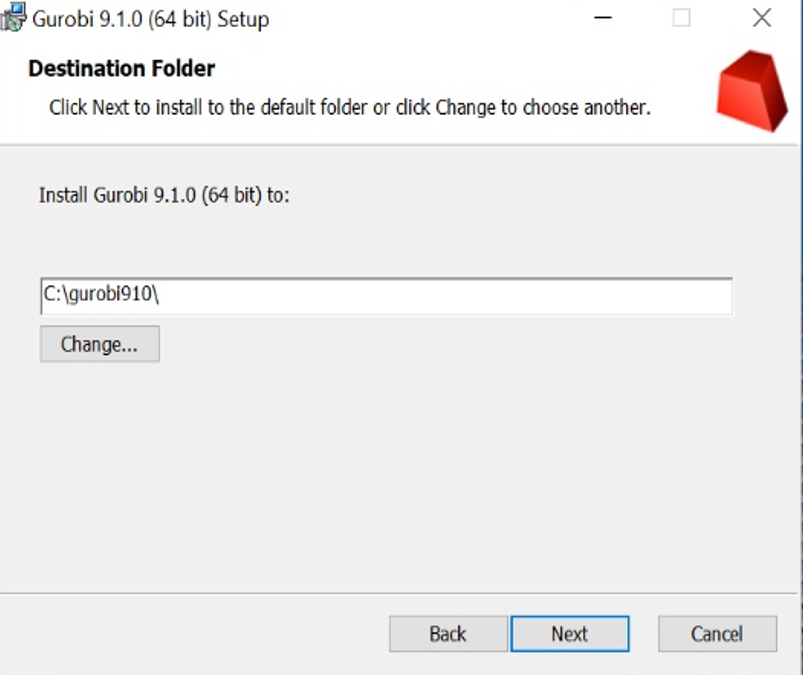 Gurobi 9.1.0 (64 bit) Setup
Destination Folder
Click Next to install to the default folder or click Change to choose another.
Install Gurobi 9.1.0 (64 bit) to:
C:\gurobi910\
Change...
Back Next Cancel